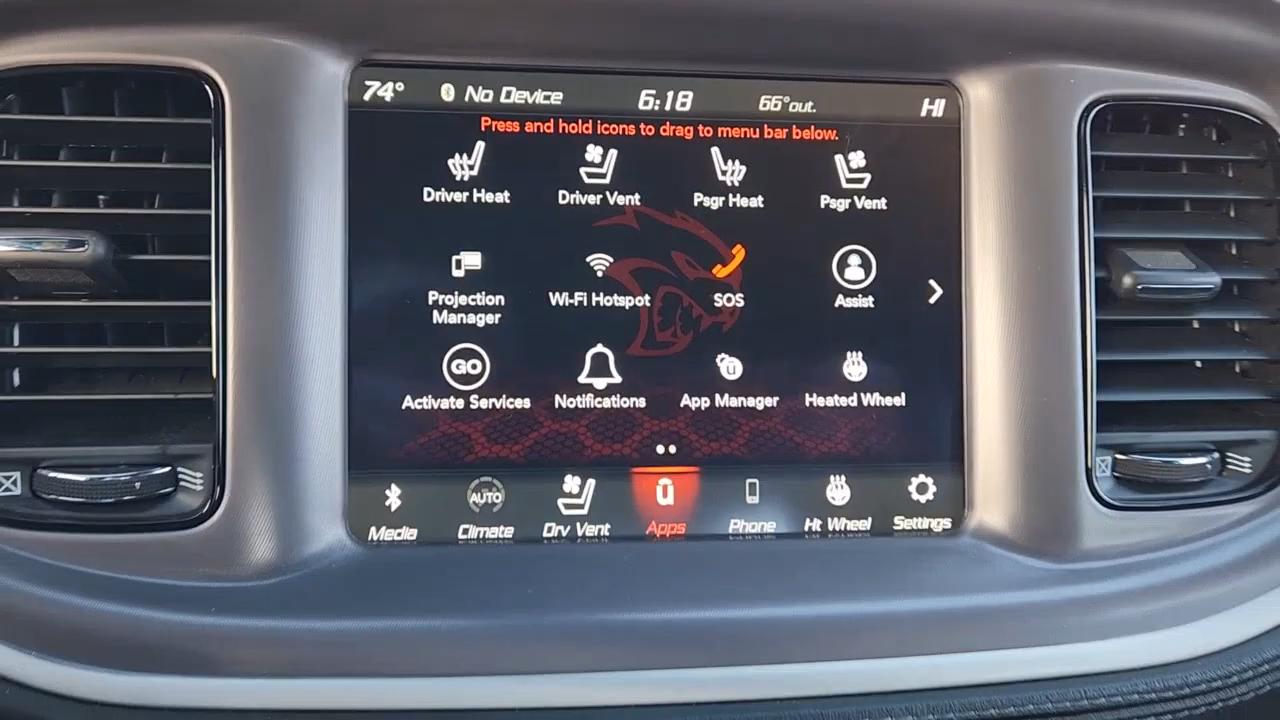 74° No Device 6:18 66°out. HI
Press and hold icons to drag to menu bar below.
Driver Heat Driver Vent Psgr Heat Psgr Vent
Projection Manager Wi-Fi Hotspot SOS Assist
GO
Activate Services Notifications App Manager Heated Wheel
AUTO
Media Climate Drv Vent Apps Phone Ht Wheel Settings